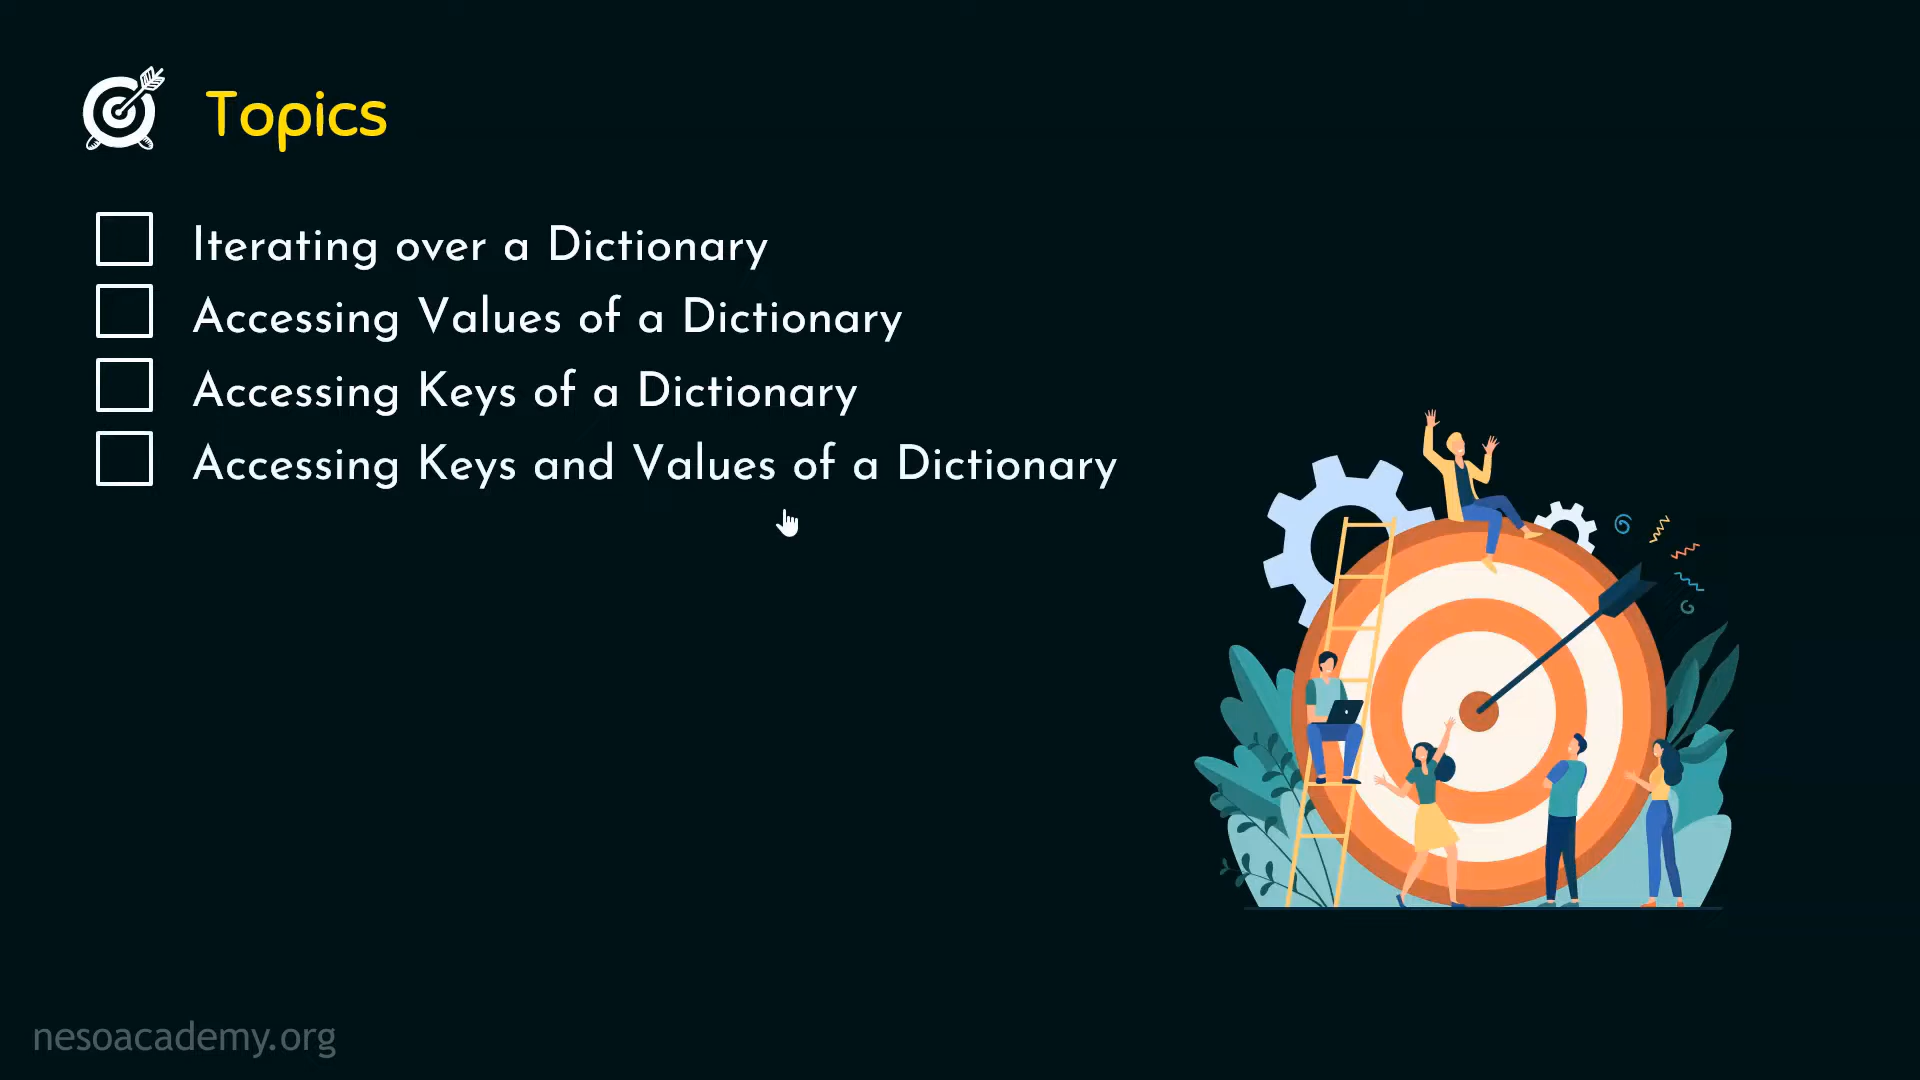 Topics
Iterating over a Dictionary
Accessing Values of a Dictionary
Accessing Keys of a Dictionary
Accessing Keys and Values of a Dictionary
nesoacademy.org